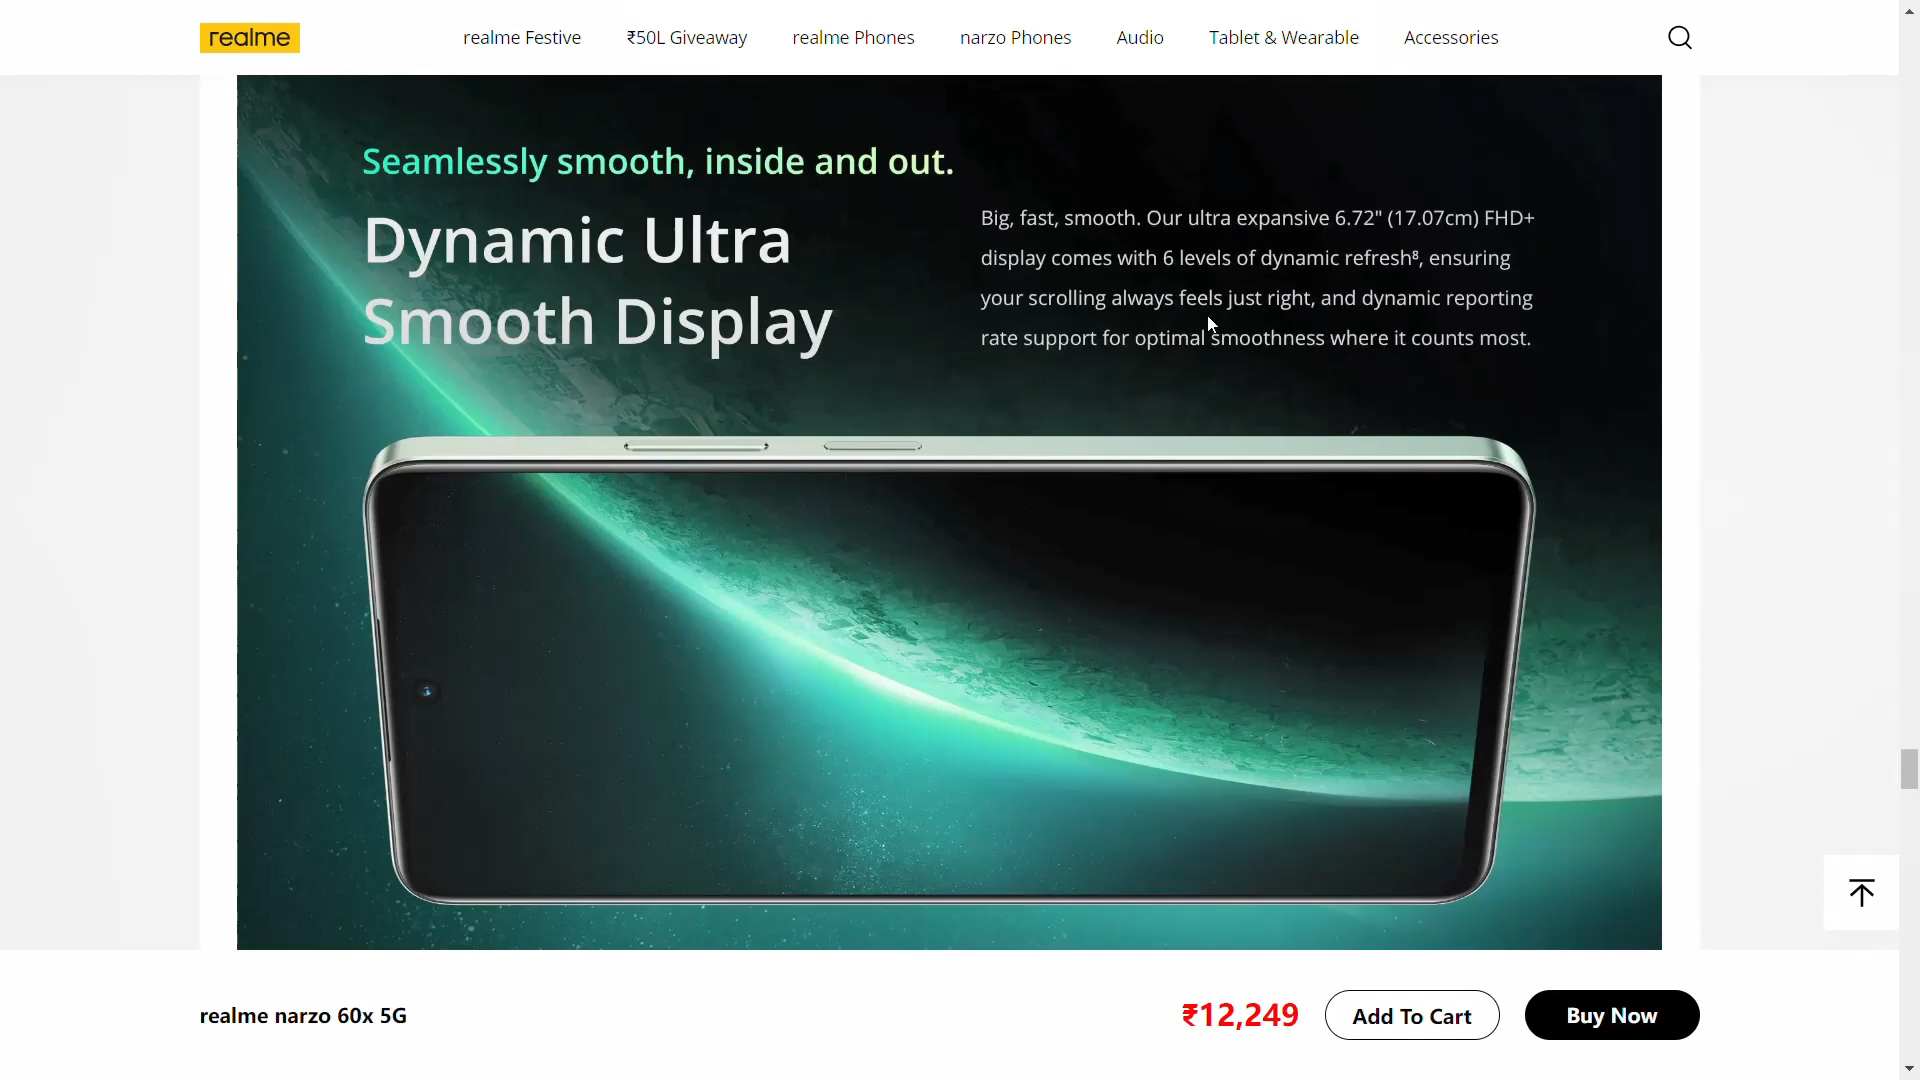 realme
realme Festive
₹50L Giveaway
realme Phones
narzo Phones
Audio
Tablet & Wearable
Accessories
Seamlessly smooth, inside and out.
Dynamic Ultra
Smooth Display
Big, fast, smooth. Our ultra expansive 6.72" (17.07cm) FHD+
display comes with 6 levels of dynamic refresh⁸, ensuring
your scrolling always feels just right, and dynamic reporting
rate support for optimal smoothness where it counts most.
realme narzo 60x 5G
₹12,249
Add To Cart
Buy Now